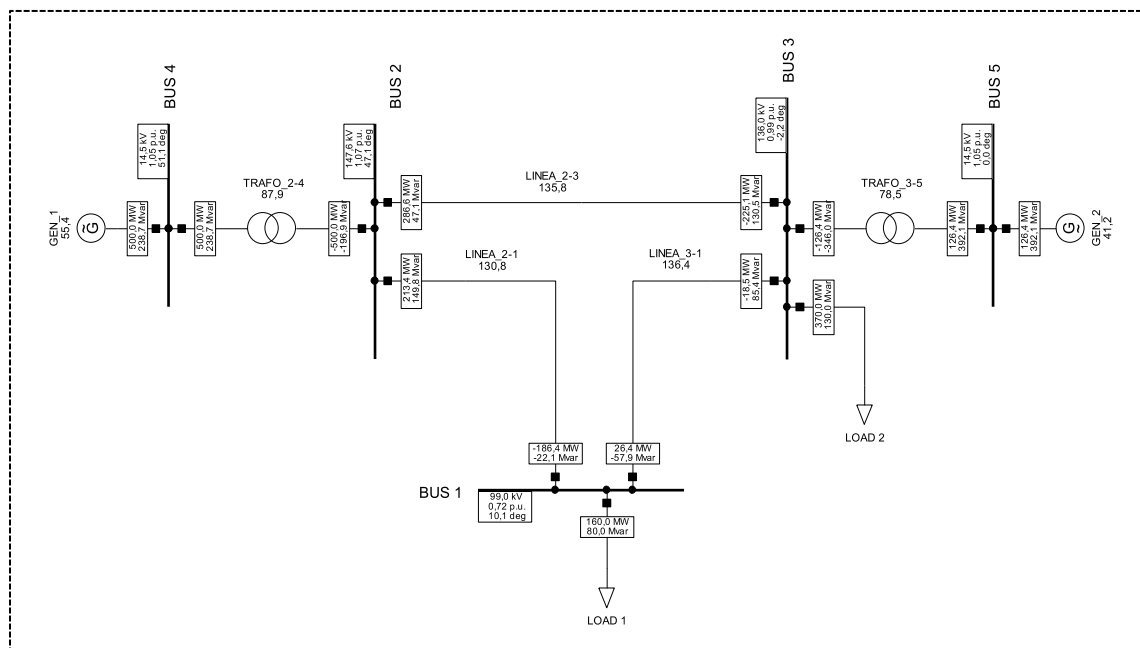 BUS 4
BUS 2
BUS 3
BUS 5
14,5 kV
1,05 p.u.
51,1 deg
147,6 kV
1,07 p.u.
47,1 deg
136,0 kV
0,99 p.u.
-2,2 deg
14,5 kV
1,05 p.u.
0,0 deg
GEN_1
55,4
G
500,0 MW
238,7 Mvar
500,0 MW
238,7 Mvar
TRAFO_2-4
87,9
-500,0 MW
-196,9 Mvar
286,6 MW
47,1 Mvar
LINEA_2-3
135,8
-225,1 MW
130,5 Mvar
-126,4 MW
-346,0 Mvar
TRAFO_3-5
78,5
126,4 MW
392,1 Mvar
126,4 MW
392,1 Mvar
G
GEN_2
41,2
213,4 MW
149,8 Mvar
LINEA_2-1
130,8
LINEA_3-1
136,4
-18,5 MW
85,4 Mvar
370,0 MW
130,0 Mvar
LOAD 2
-186,4 MW
-22,1 Mvar
26,4 MW
-57,9 Mvar
BUS 1
99,0 kV
0,72 p.u.
10,1 deg
160,0 MW
80,0 Mvar
LOAD 1